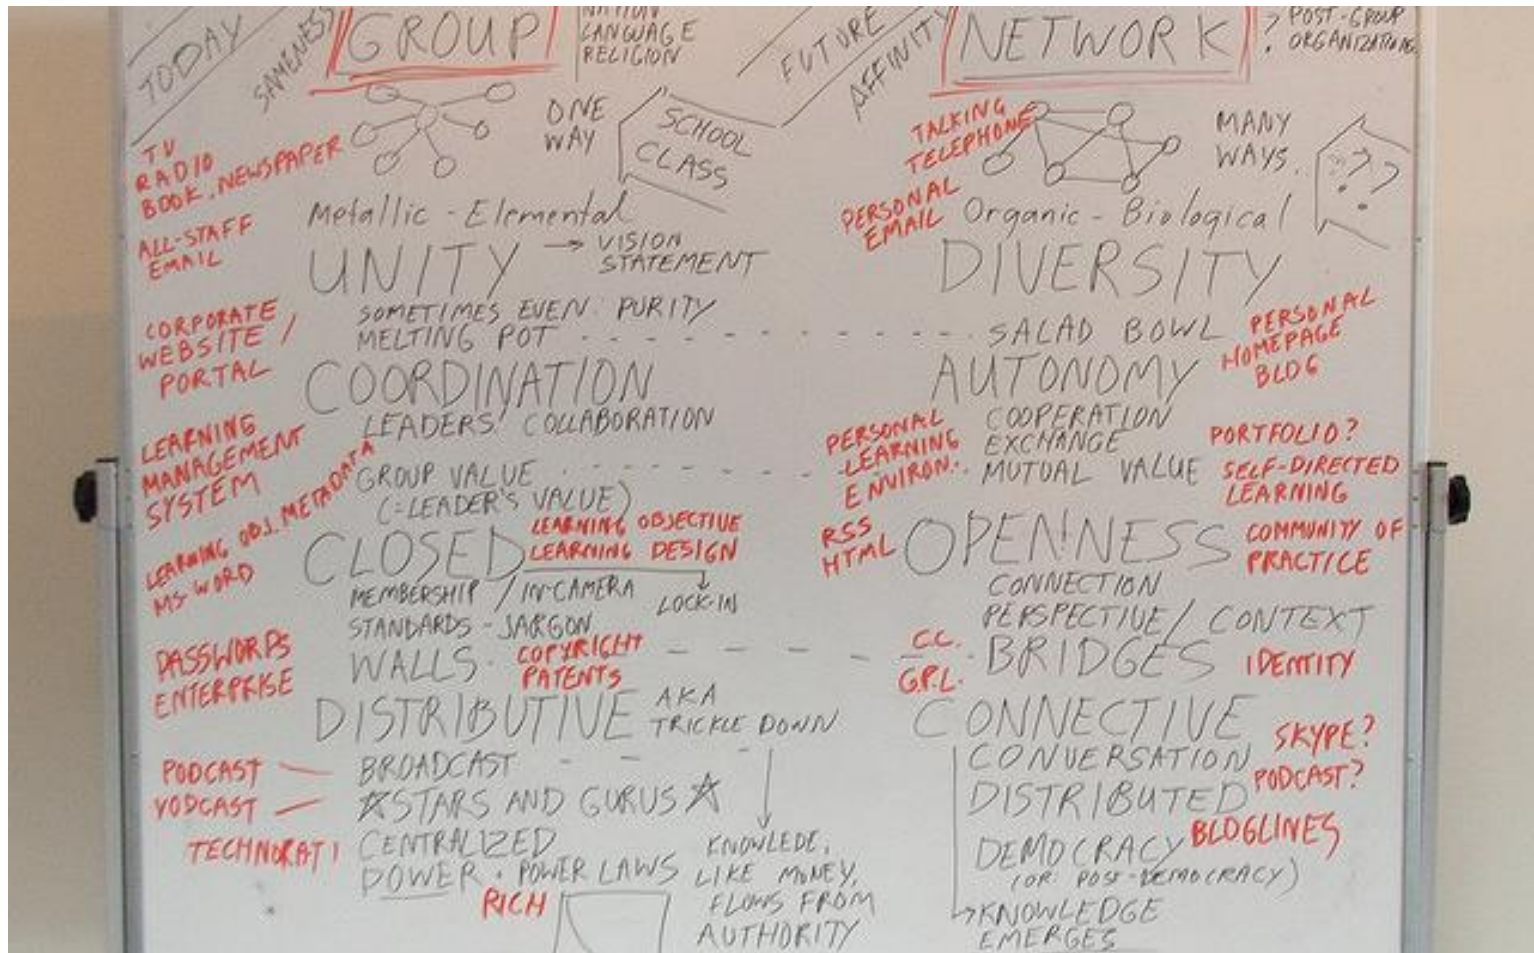 TODAY
SAMENESS
GROUP
NATION
LANGUAGE
RELIGION
ONE
WAY
SCHOOL
CLASS
TV
RADIO
BOOK. NEWSPAPER
Metallic - Elemental
ALL-STAFF
EMAIL
UNITY → VISION
STATEMENT
SOMETIMES EVEN PURITY
MELTING POT
CORPORATE
WEBSITE /
PORTAL
COORDINATION
LEADERS' COLLABORATION
LEARNING
MANAGEMENT
SYSTEM
GROUP VALUE
(=LEADER'S VALUE)
LEARNING OBJ. METADATA
MS-WORD
CLOSED
LEARNING OBJECTIVE
LEARNING DESIGN
MEMBERSHIP / IN-CAMERA
LOCK-IN
STANDARDS - JARGON
PASSWORDS
ENTERPRISE
WALLS
COPYRIGHT
PATENTS
DISTRIBUTIVE AKA
TRICKLE DOWN
PODCAST
BROADCAST
VODCAST
STARS AND GURUS
TECHNORATI
CENTRALIZED
POWER. POWER LAWS
RICH
KNOWLEDE,
LIKE MONEY,
FLOWS FROM
AUTHORITY
FUTURE
AFFINITY
NETWORK
? POST-GROUP
ORGANIZATIONS
TALKING
TELEPHONE
MANY
WAYS.
???
PERSONAL
EMAIL
Organic - Biological
DIVERSITY
SALAD BOWL
PERSONAL
HOMEPAGE
BLOG
AUTONOMY
COOPERATION
EXCHANGE
MUTUAL VALUE
PERSONAL
LEARNING
ENVIRON..
PORTFOLIO?
SELF-DIRECTED
LEARNING
RSS
HTML
OPENNESS
COMMUNITY OF
PRACTICE
CONNECTION
PERSPECTIVE / CONTEXT
C.C.
G.P.L.
BRIDGES
IDENTITY
CONNECTIVE
CONVERSATION
SKYPE?
PODCAST?
DISTRIBUTED
BLOGLINES
DEMOCRACY
(OR POST-DEMOCRACY)
KNOWLEDGE
EMERGES